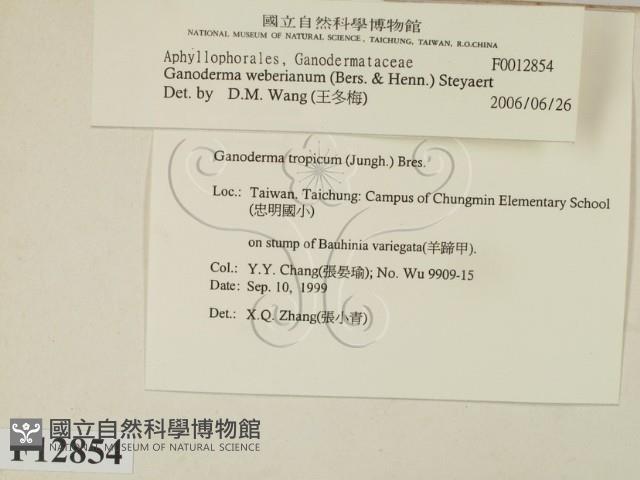 國立自然科學博物館
NATIONAL MUSEUM OF NATURAL SCIENCE, TAICHUNG, TAIWAN, R.O.CHINA
Aphyllophorales, Ganodermataceae F0012854
Ganoderma weberianum (Bers. & Henn.) Steyaert
Det. by D.M. Wang (王冬梅) 2006/06/26
Ganoderma tropicum (Jungh.) Bres.
Loc.: Taiwan, Taichung: Campus of Chungmin Elementary School
(忠明國小)
on stump of Bauhinia variegata(羊蹄甲).
Col.: Y.Y. Chang(張晏瑜); No. Wu 9909-15
Date: Sep. 10, 1999
Det.: X.Q. Zhang(張小青)
國立自然科學博物館
NATIONAL MUSEUM OF NATURAL SCIENCE
F12854